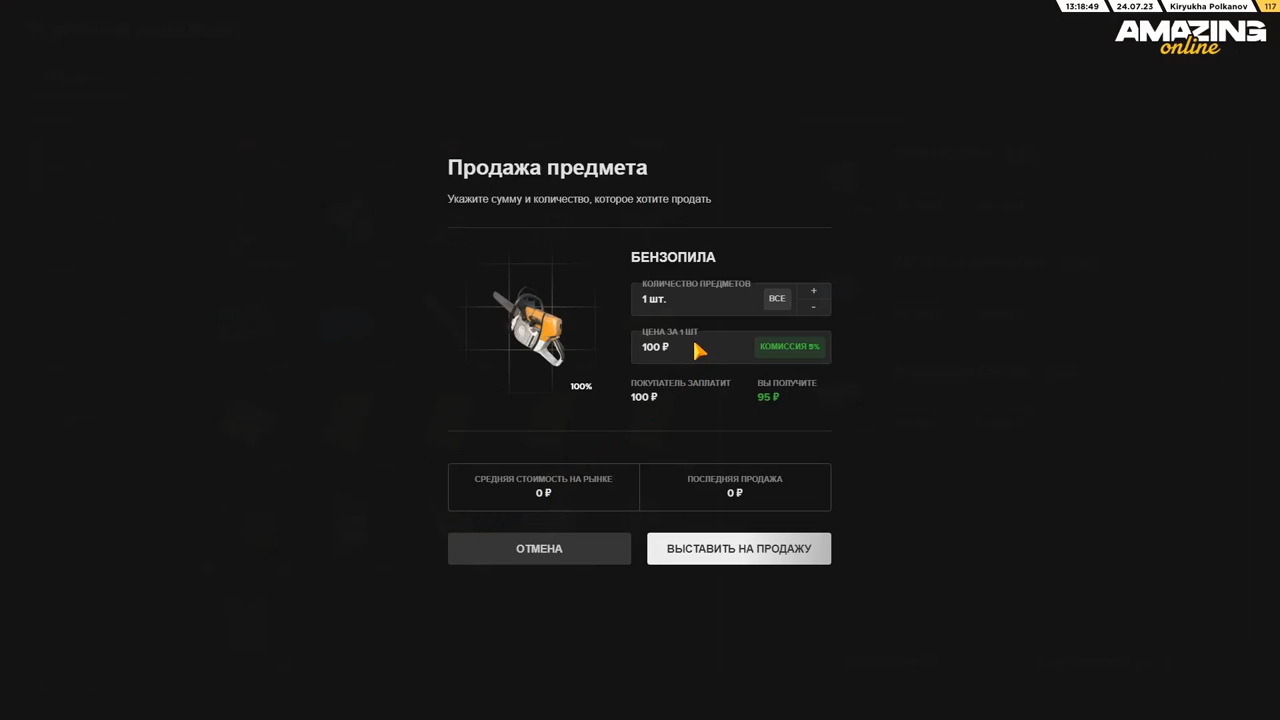 13:18:49 24.07.23 Kiryukha Polkanov 117
AMAZING
online
Продажа предмета
Укажите сумму и количество, которое хотите продать
БЕНЗОПИЛА
КОЛИЧЕСТВО ПРЕДМЕТОВ
1 шт. ВСЕ + -
ЦЕНА ЗА 1 ШТ
100 ₽ КОМИССИЯ 5%
100%
ПОКУПАТЕЛЬ ЗАПЛАТИТ ВЫ ПОЛУЧИТЕ
100 ₽ 95 ₽
СРЕДНЯЯ СТОИМОСТЬ НА РЫНКЕ ПОСЛЕДНЯЯ ПРОДАЖА
0 ₽ 0 ₽
ОТМЕНА ВЫСТАВИТЬ НА ПРОДАЖУ